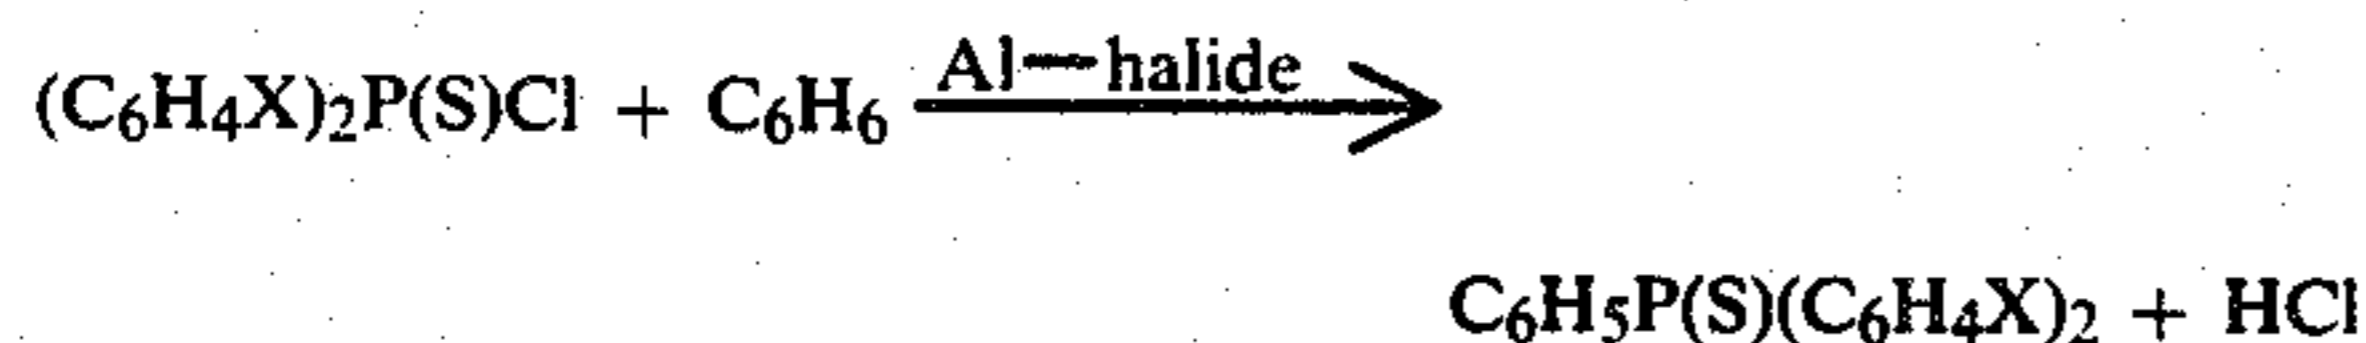 (C₆H₄X)₂P(S)Cl + C₆H₆ Al—halide
C₆H₅P(S)(C₆H₄X)₂ + HCl